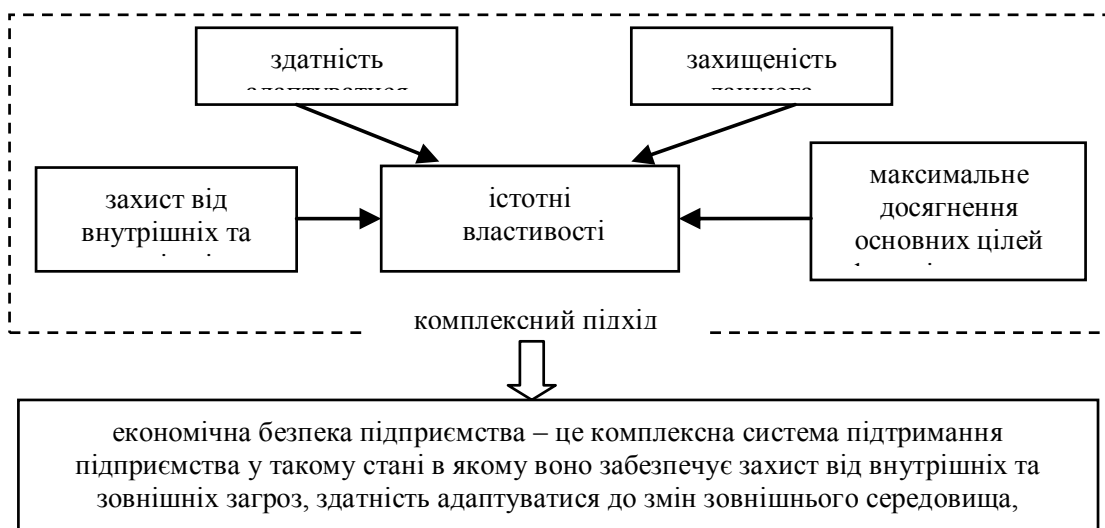 здатність
адаптуватися
захищеність
захист від
внутрішніх та
істотні
властивості
максимальне
досягнення
основних цілей
комплексний підхід
економічна безпека підприємства – це комплексна система підтримання
підприємства у такому стані в якому воно забезпечує захист від внутрішніх та
зовнішніх загроз, здатність адаптуватися до змін зовнішнього середовища,